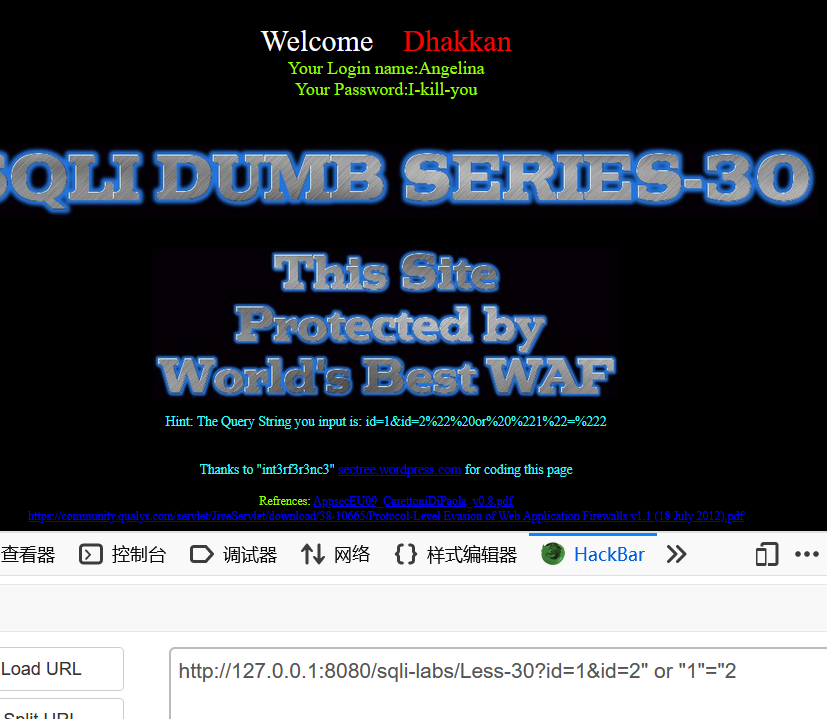 Welcome Dhakkan
Your Login name:Angelina
Your Password:I-kill-you
SQLI DUMB SERIES-30
This Site
Protected by
World's Best WAF
Hint: The Query String you input is: id=1&id=2%22%20or%20%221%22=%222
Thanks to "int3rf3r3nc3" sectree.wordpress.com for coding this page
Refrences: AppsecEU09_CarettoniDiPaola_v0.8.pdf
https://community.qualys.com/servlet/JiveServlet/download/38-10665/Protocol-Level Evasion of Web Application Firewalls v1.1 (18 July 2012).pdf
查看器 控制台 调试器 网络 {} 样式编辑器 HackBar
Load URL http://127.0.0.1:8080/sqli-labs/Less-30?id=1&id=2" or "1"="2
Split URL